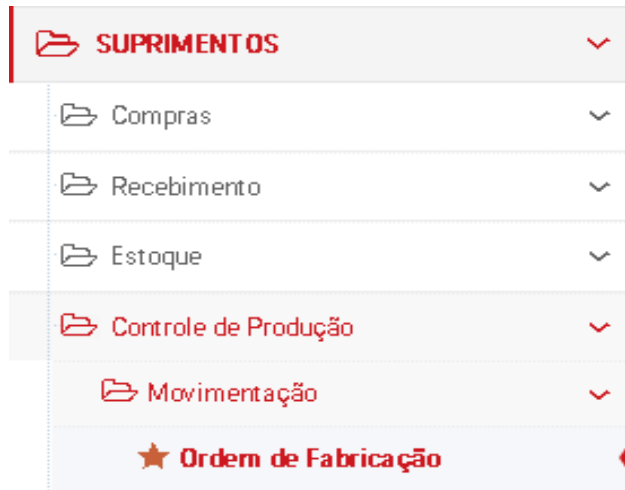 SUPRIMENTOS
Compras
Recebimento
Estoque
Controle de Produção
Movimentação
Ordem de Fabricação